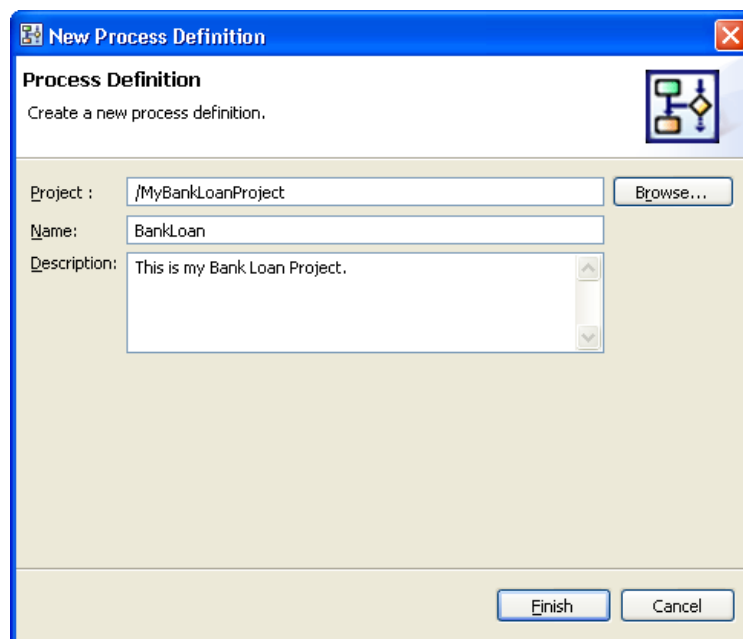 New Process Definition
Process Definition
Create a new process definition.
Project : /MyBankLoanProject Browse...
Name: BankLoan
Description: This is my Bank Loan Project.
Finish Cancel